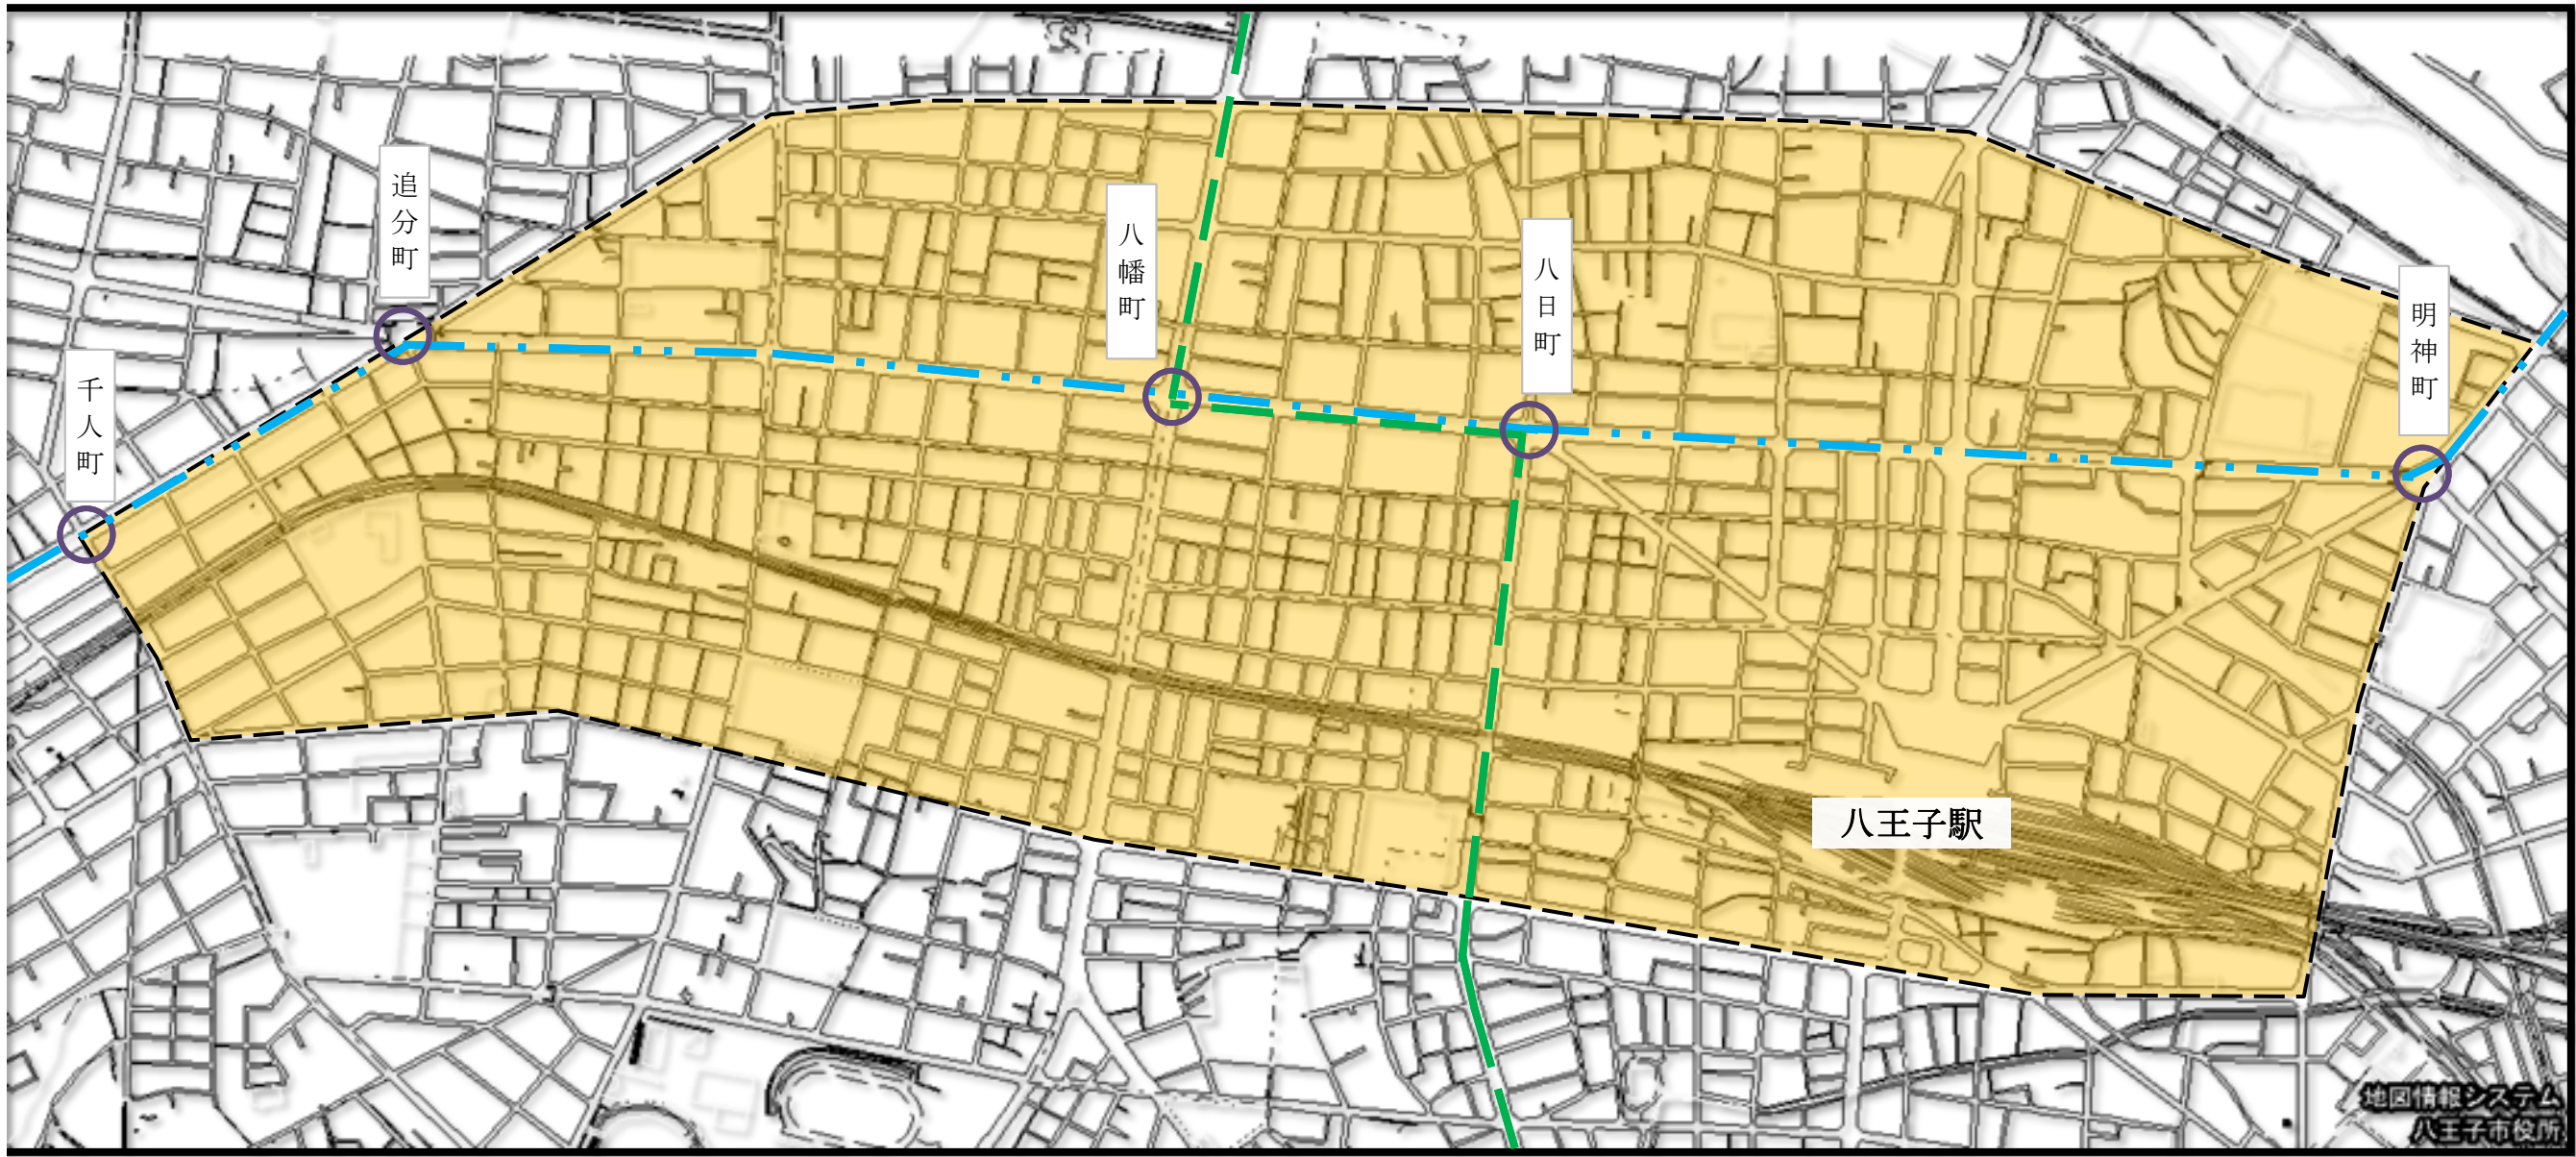 千人町
追分町
八幡町
八日町
明神町
八王子駅
地図情報システム
八王子市役所